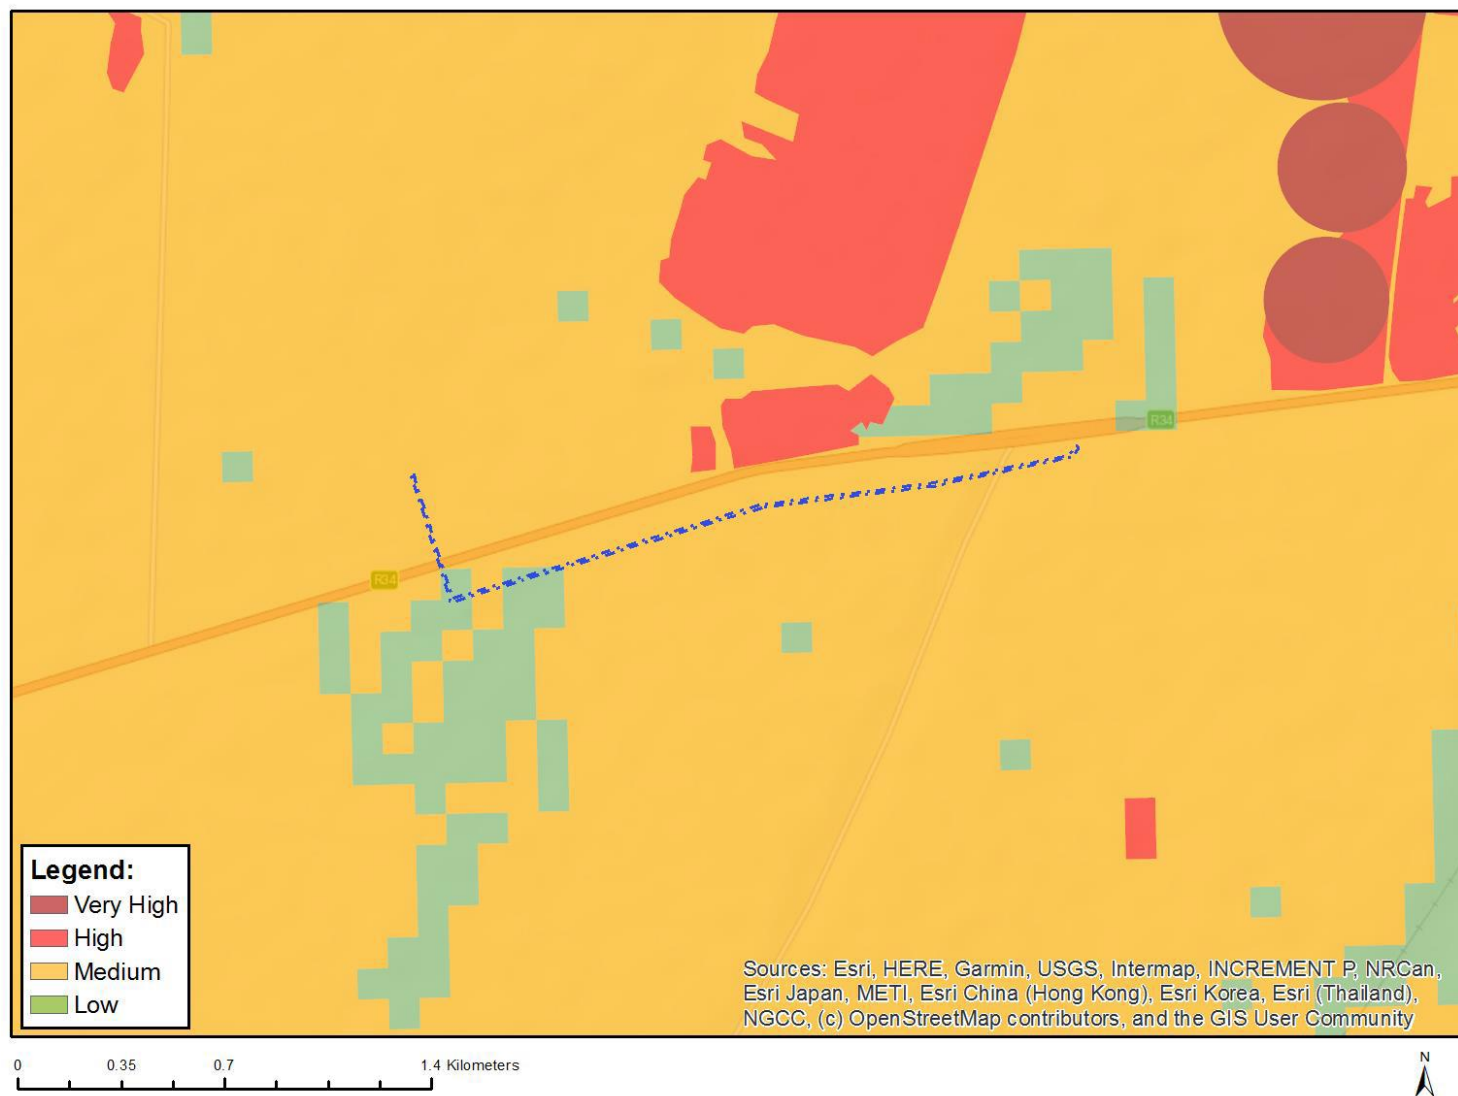 R34
R34
Legend:
Very High
High
Medium
Low
Sources: Esri, HERE, Garmin, USGS, Intermap, INCREMENT P, NRCan,
Esri Japan, METI, Esri China (Hong Kong), Esri Korea, Esri (Thailand),
NGCC, (c) OpenStreetMap contributors, and the GIS User Community
0 0.35 0.7 1.4 Kilometers
N